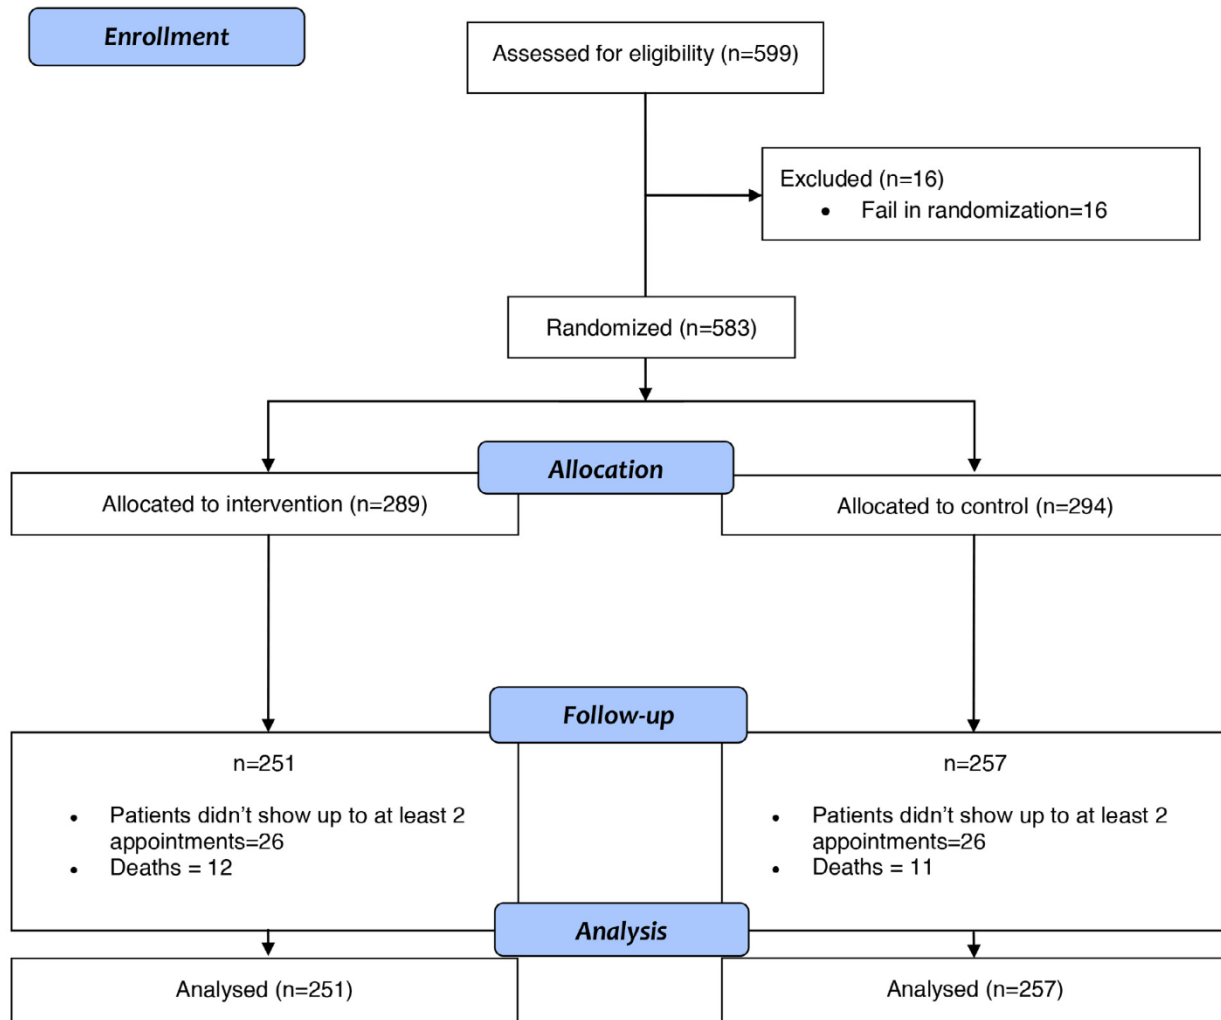 Enrollment
Assessed for eligibility (n=599)
Excluded (n=16)
• Fail in randomization=16
Randomized (n=583)
Allocation
Allocated to intervention (n=289)
Allocated to control (n=294)
Follow-up
n=251
• Patients didn't show up to at least 2
appointments=26
• Deaths = 12
n=257
• Patients didn't show up to at least 2
appointments=26
• Deaths = 11
Analysis
Analysed (n=251)
Analysed (n=257)